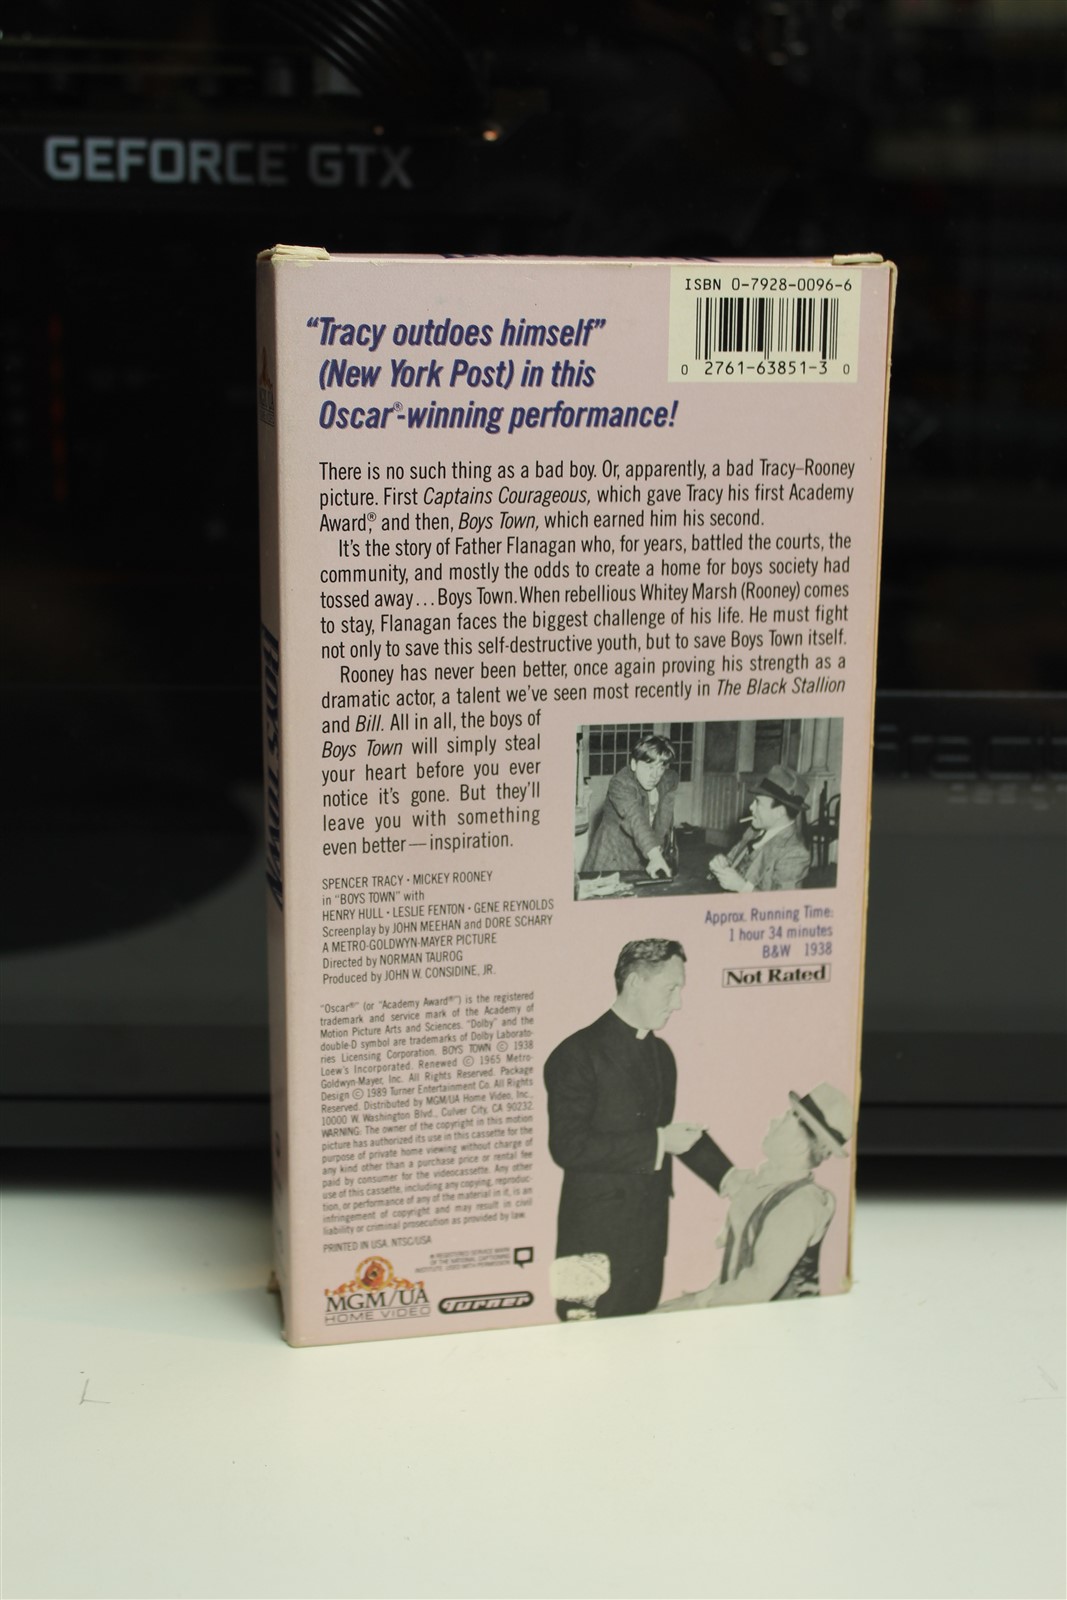 GEFORCE GTX
ISBN 0-7928-0096-6
0 2761-63851-3 0
“Tracy outdoes himself”
(New York Post) in this
Oscar®-winning performance!
There is no such thing as a bad boy. Or, apparently, a bad Tracy–Rooney
picture. First Captains Courageous, which gave Tracy his first Academy
Award,® and then, Boys Town, which earned him his second.
It's the story of Father Flanagan who, for years, battled the courts, the
community, and mostly the odds to create a home for boys society had
tossed away...Boys Town. When rebellious Whitey Marsh (Rooney) comes
to stay, Flanagan faces the biggest challenge of his life. He must fight
not only to save this self-destructive youth, but to save Boys Town itself.
Rooney has never been better, once again proving his strength as a
dramatic actor, a talent we've seen most recently in The Black Stallion
and Bill. All in all, the boys of
Boys Town will simply steal
your heart before you ever
notice it's gone. But they'll
leave you with something
even better—inspiration.
SPENCER TRACY · MICKEY ROONEY
in "BOYS TOWN" with
HENRY HULL · LESLIE FENTON · GENE REYNOLDS
Screenplay by JOHN MEEHAN and DORE SCHARY
A METRO-GOLDWYN-MAYER PICTURE
Directed by NORMAN TAUROG
Produced by JOHN W. CONSIDINE, JR.
Approx. Running Time:
1 hour 34 minutes
B&W 1938
Not Rated
"Oscar®" (or "Academy Award®") is the registered
trademark and service mark of the Academy of
Motion Picture Arts and Sciences. "Dolby" and the
double-D symbol are trademarks of Dolby Laborato-
ries Licensing Corporation. BOYS TOWN © 1938
Loew's Incorporated. Renewed © 1965 Metro-
Goldwyn-Mayer, Inc. All Rights Reserved. Package
Design © 1989 Turner Entertainment Co. All Rights
Reserved. Distributed by MGM/UA Home Video, Inc.,
10000 W. Washington Blvd., Culver City, CA 90232.
WARNING: The owner of the copyright in this motion
picture has authorized its use in this cassette for the
purpose of private home viewing without charge of
any kind other than a purchase price or rental fee
paid by consumer for the videocassette. Any other
use of this cassette, including any copying, reproduc-
tion, or performance of any of the material in it, is an
infringement of copyright and may result in civil
liability or criminal prosecution as provided by law.
PRINTED IN USA. NTSC/USA
® REGISTERED SERVICE MARK
OF THE NATIONAL CAPTIONING
INSTITUTE. USED WITH PERMISSION.
MGM/UA
HOME VIDEO
TURNER
BOYS TOWN